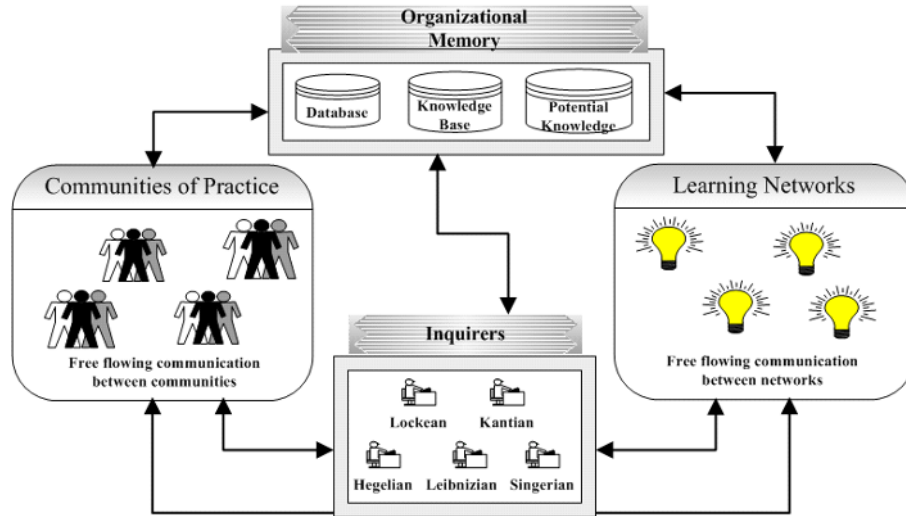 Organizational
Memory
Database
Knowledge
Base
Potential
Knowledge
Communities of Practice
Free flowing communication
between communities
Learning Networks
Free flowing communication
between networks
Inquirers
Lockean
Kantian
Hegelian
Leibnizian
Singerian